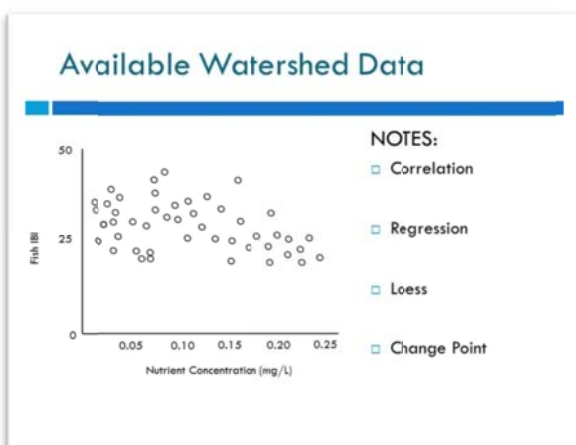 Available Watershed Data
50
25
0
Fish IBI
0.05 0.10 0.15 0.20 0.25
Nutrient Concentration (mg/L)
NOTES:
Correlation
Regression
Loess
Change Point